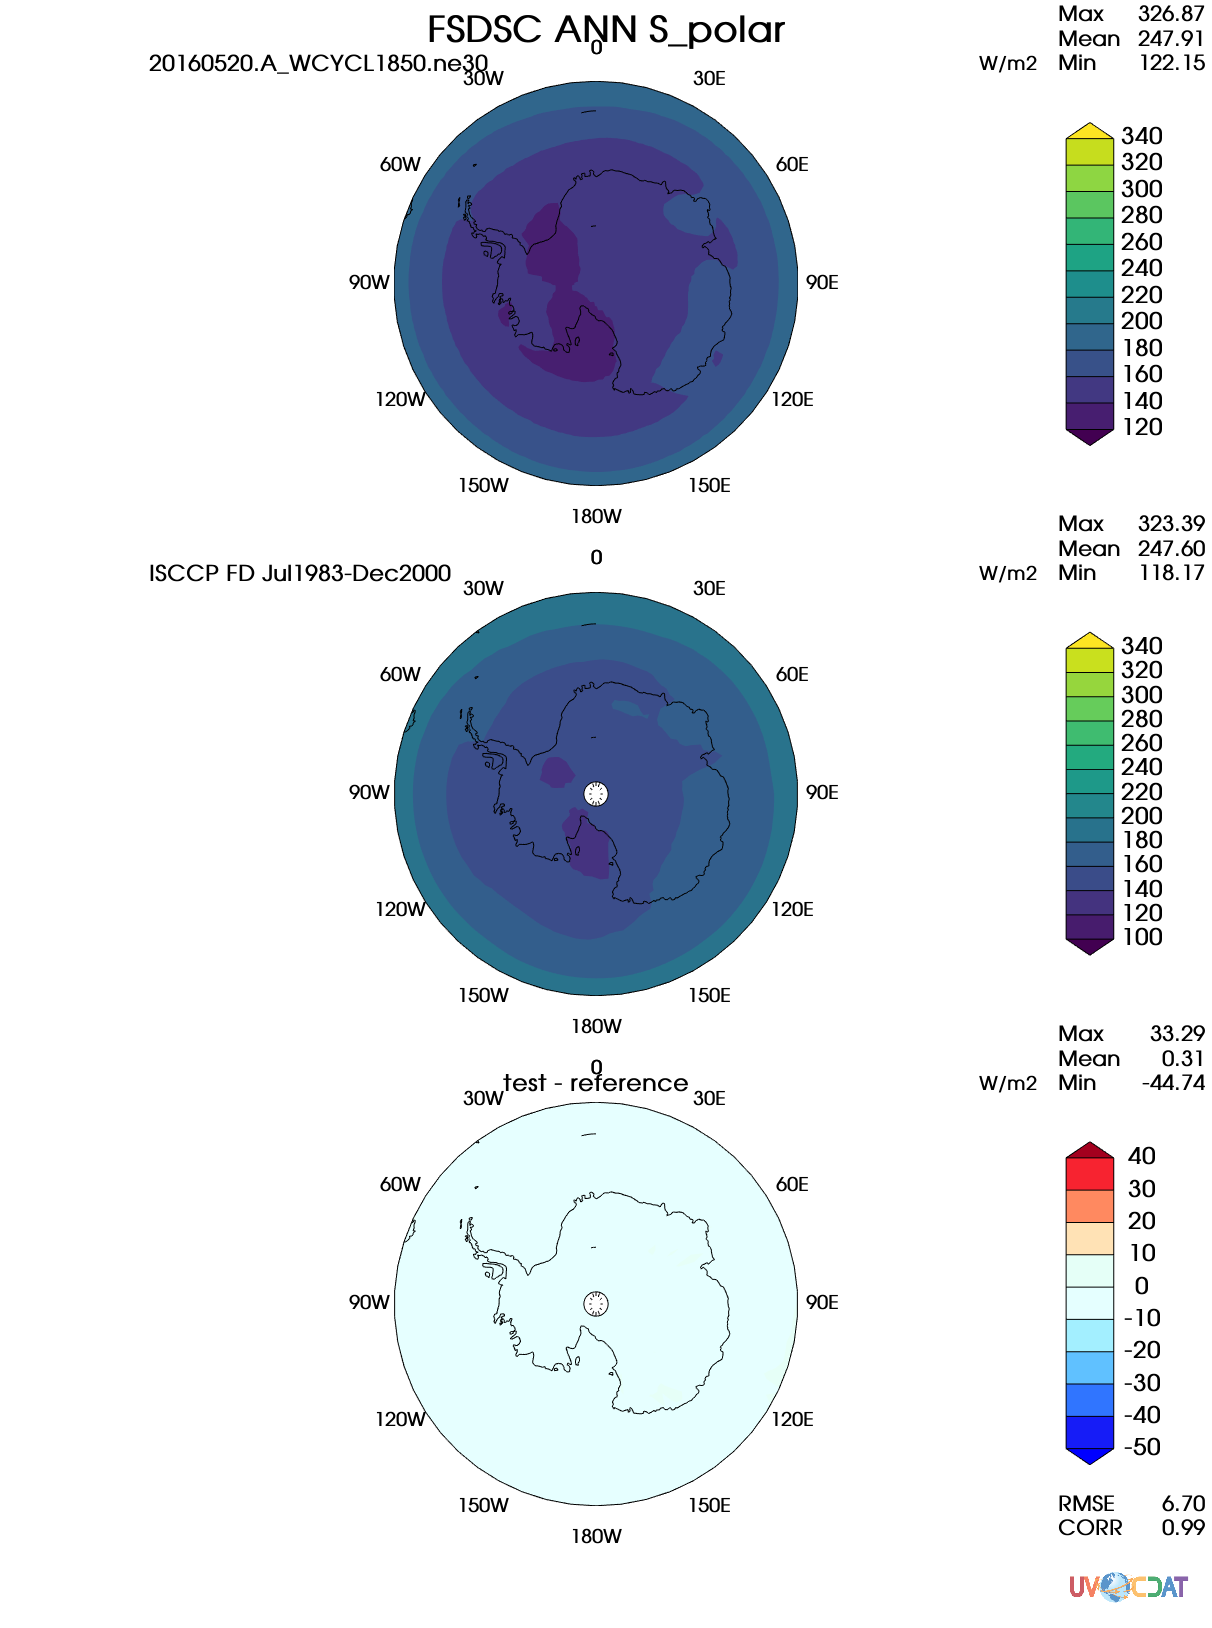 FSDSC ANN S_polar
20160520.A_WCYCL1850.ne30
W/m2
Max 326.87
Mean 247.91
Min 122.15
0
30W 30E
60W 60E
90W 90E
120W 120E
150W 150E
180W
340
320
300
280
260
240
220
200
180
160
140
120
ISCCP FD Jul1983-Dec2000
W/m2
Max 323.39
Mean 247.60
Min 118.17
0
30W 30E
60W 60E
90W 90E
120W 120E
150W 150E
180W
340
320
300
280
260
240
220
200
180
160
140
120
100
test - reference
W/m2
Max 33.29
Mean 0.31
Min -44.74
0
30W 30E
60W 60E
90W 90E
120W 120E
150W 150E
180W
40
30
20
10
0
-10
-20
-30
-40
-50
RMSE 6.70
CORR 0.99
UV CDAT